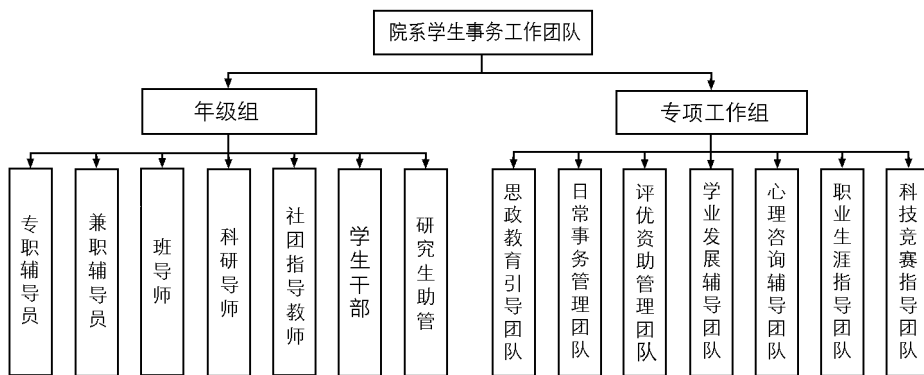 院系学生事务工作团队
年级组
专项工作组
专职辅导员
兼职辅导员
班导师
科研导师
社团指导教师
学生干部
研究生助管
思政教育引导团队
日常事务管理团队
评优资助管理团队
学业发展辅导团队
心理咨询辅导团队
职业生涯指导团队
科技竞赛指导团队